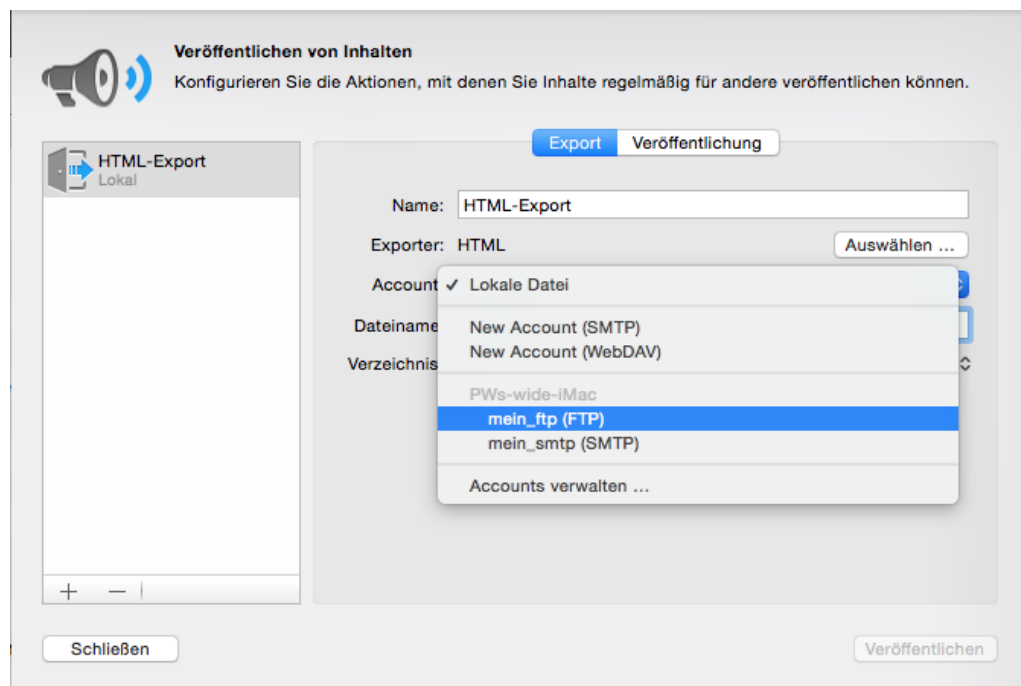 Veröffentlichen von Inhalten
Konfigurieren Sie die Aktionen, mit denen Sie Inhalte regelmäßig für andere veröffentlichen können.
HTML-Export
Lokal
Export Veröffentlichung
Name: HTML-Export
Exporter: HTML Auswählen ...
Account ✓ Lokale Datei
Dateiname
New Account (SMTP)
New Account (WebDAV)
Verzeichnis
PWs-wide-iMac
mein_ftp (FTP)
mein_smtp (SMTP)
Accounts verwalten ...
+ −
Schließen Veröffentlichen